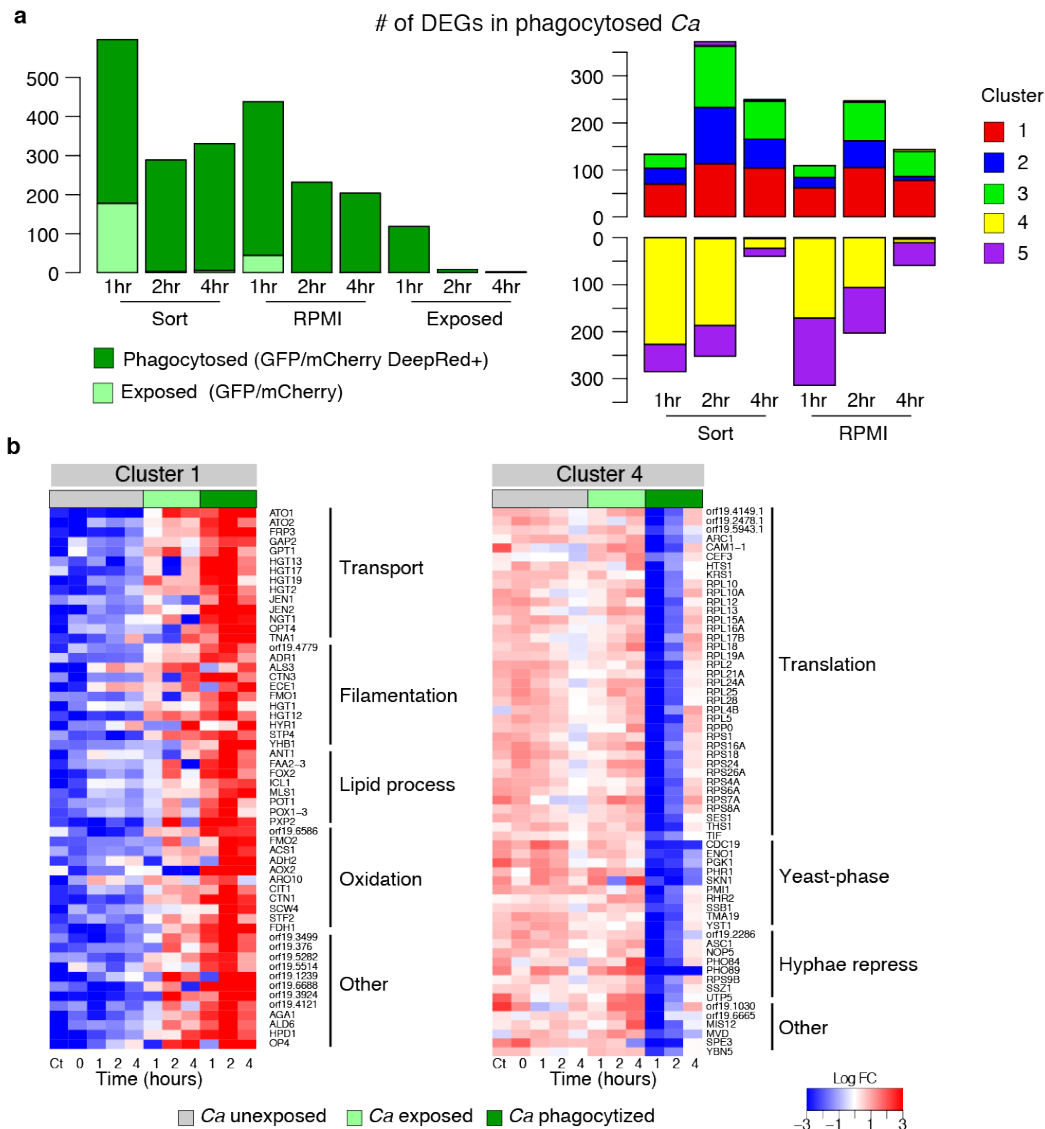 a
# of DEGs in phagocytosed Ca
500
400
300
200
100
0
1hr 2hr 4hr 1hr 2hr 4hr 1hr 2hr 4hr
Sort RPMI Exposed
Phagocytosed (GFP/mCherry DeepRed+)
Exposed (GFP/mCherry)
300
200
100
0
0
100
200
300
1hr 2hr 4hr 1hr 2hr 4hr
Sort RPMI
Cluster
1
2
3
4
5
b
Cluster 1
ATO1
ATO2
FRP3
GAP2
GPT1
HGT13
HGT17
HGT19
HGT2
JEN1
JEN2
NGT1
OPT4
TNA1
orf19.4779
ADR1
ALS3
CTN3
ECE1
FMO1
HGT1
HGT12
HYR1
STP4
YHB1
ANT1
FAA2-3
FOX2
ICL1
MLS1
POT1
POX1-3
PXP2
orf19.6586
FMO2
ACS1
ADH2
AOX2
ARO10
CIT1
CTN1
SCW4
STF2
FDH1
orf19.3499
orf19.376
orf19.5282
orf19.5514
orf19.1239
orf19.6688
orf19.3924
orf19.4121
AGA1
ALD6
HPD1
OP4
Transport
Filamentation
Lipid process
Oxidation
Other
Ct 0 1 2 4 1 2 4 1 2 4
Time (hours)
Cluster 4
orf19.4149.1
orf19.2478.1
orf19.5943.1
ARC1
CAM1-1
CEF3
HTS1
KRS1
RPL10
RPL10A
RPL12
RPL13
RPL15A
RPL16A
RPL17B
RPL18
RPL19A
RPL2
RPL21A
RPL24A
RPL25
RPL28
RPL4B
RPL5
RPP0
RPS1
RPS16A
RPS18
RPS24
RPS26A
RPS4A
RPS6A
RPS7A
RPS8A
SES1
THS1
TIF
CDC19
ENO1
PGK1
PHR1
SKN1
PMI1
RHR2
SSB1
TMA19
YST1
orf19.2286
ASC1
NOP5
PHO84
PHO89
RPS9B
SSZ1
UTP5
orf19.1030
orf19.6665
MIS12
MVD
SPE3
YBN5
Translation
Yeast-phase
Hyphae repress
Other
Ct 0 1 2 4 1 2 4 1 2 4
Time (hours)
Ca unexposed Ca exposed Ca phagocytized
Log FC
−3 −1 1 3